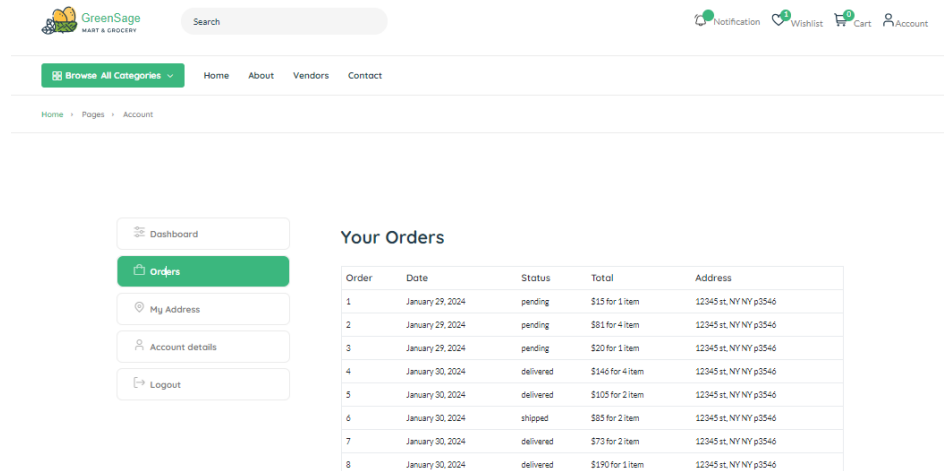 GreenSage
MART & GROCERY
Search
Notification
1
Wishlist
0
Cart
Account
Browse All Categories
Home
About
Vendors
Contact
Home > Pages > Account
Dashboard
Orders
My Address
Account details
Logout
Your Orders
Order Date Status Total Address
1 January 29, 2024 pending $15 for 1 item 12345 st, NY NY p3546
2 January 29, 2024 pending $81 for 4 item 12345 st, NY NY p3546
3 January 29, 2024 pending $20 for 1 item 12345 st, NY NY p3546
4 January 30, 2024 delivered $146 for 4 item 12345 st, NY NY p3546
5 January 30, 2024 delivered $105 for 2 item 12345 st, NY NY p3546
6 January 30, 2024 shipped $85 for 2 item 12345 st, NY NY p3546
7 January 30, 2024 delivered $73 for 2 item 12345 st, NY NY p3546
8 January 30, 2024 delivered $190 for 1 item 12345 st, NY NY p3546